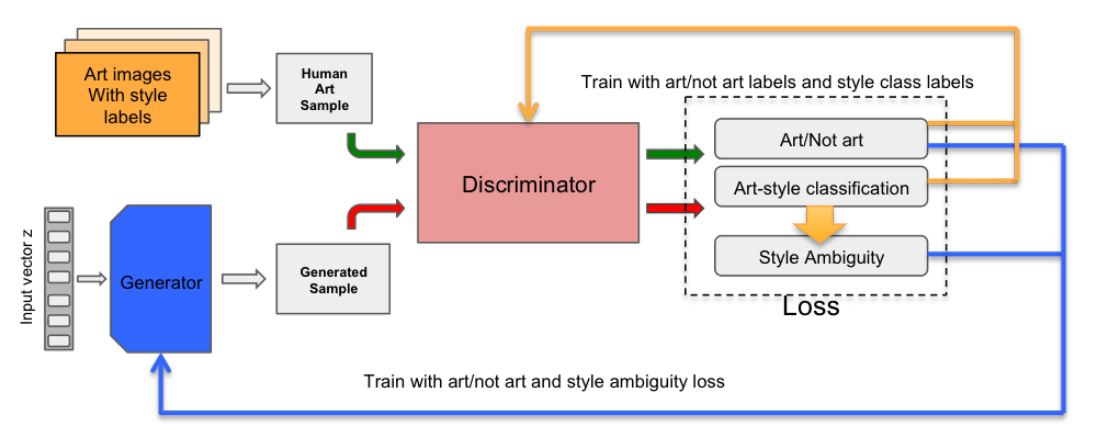 Art images
With style
labels
Human
Art
Sample
Train with art/not art labels and style class labels
Art/Not art
Discriminator
Art-style classification
Input vector z
Generator
Generated
Sample
Style Ambiguity
Loss
Train with art/not art and style ambiguity loss